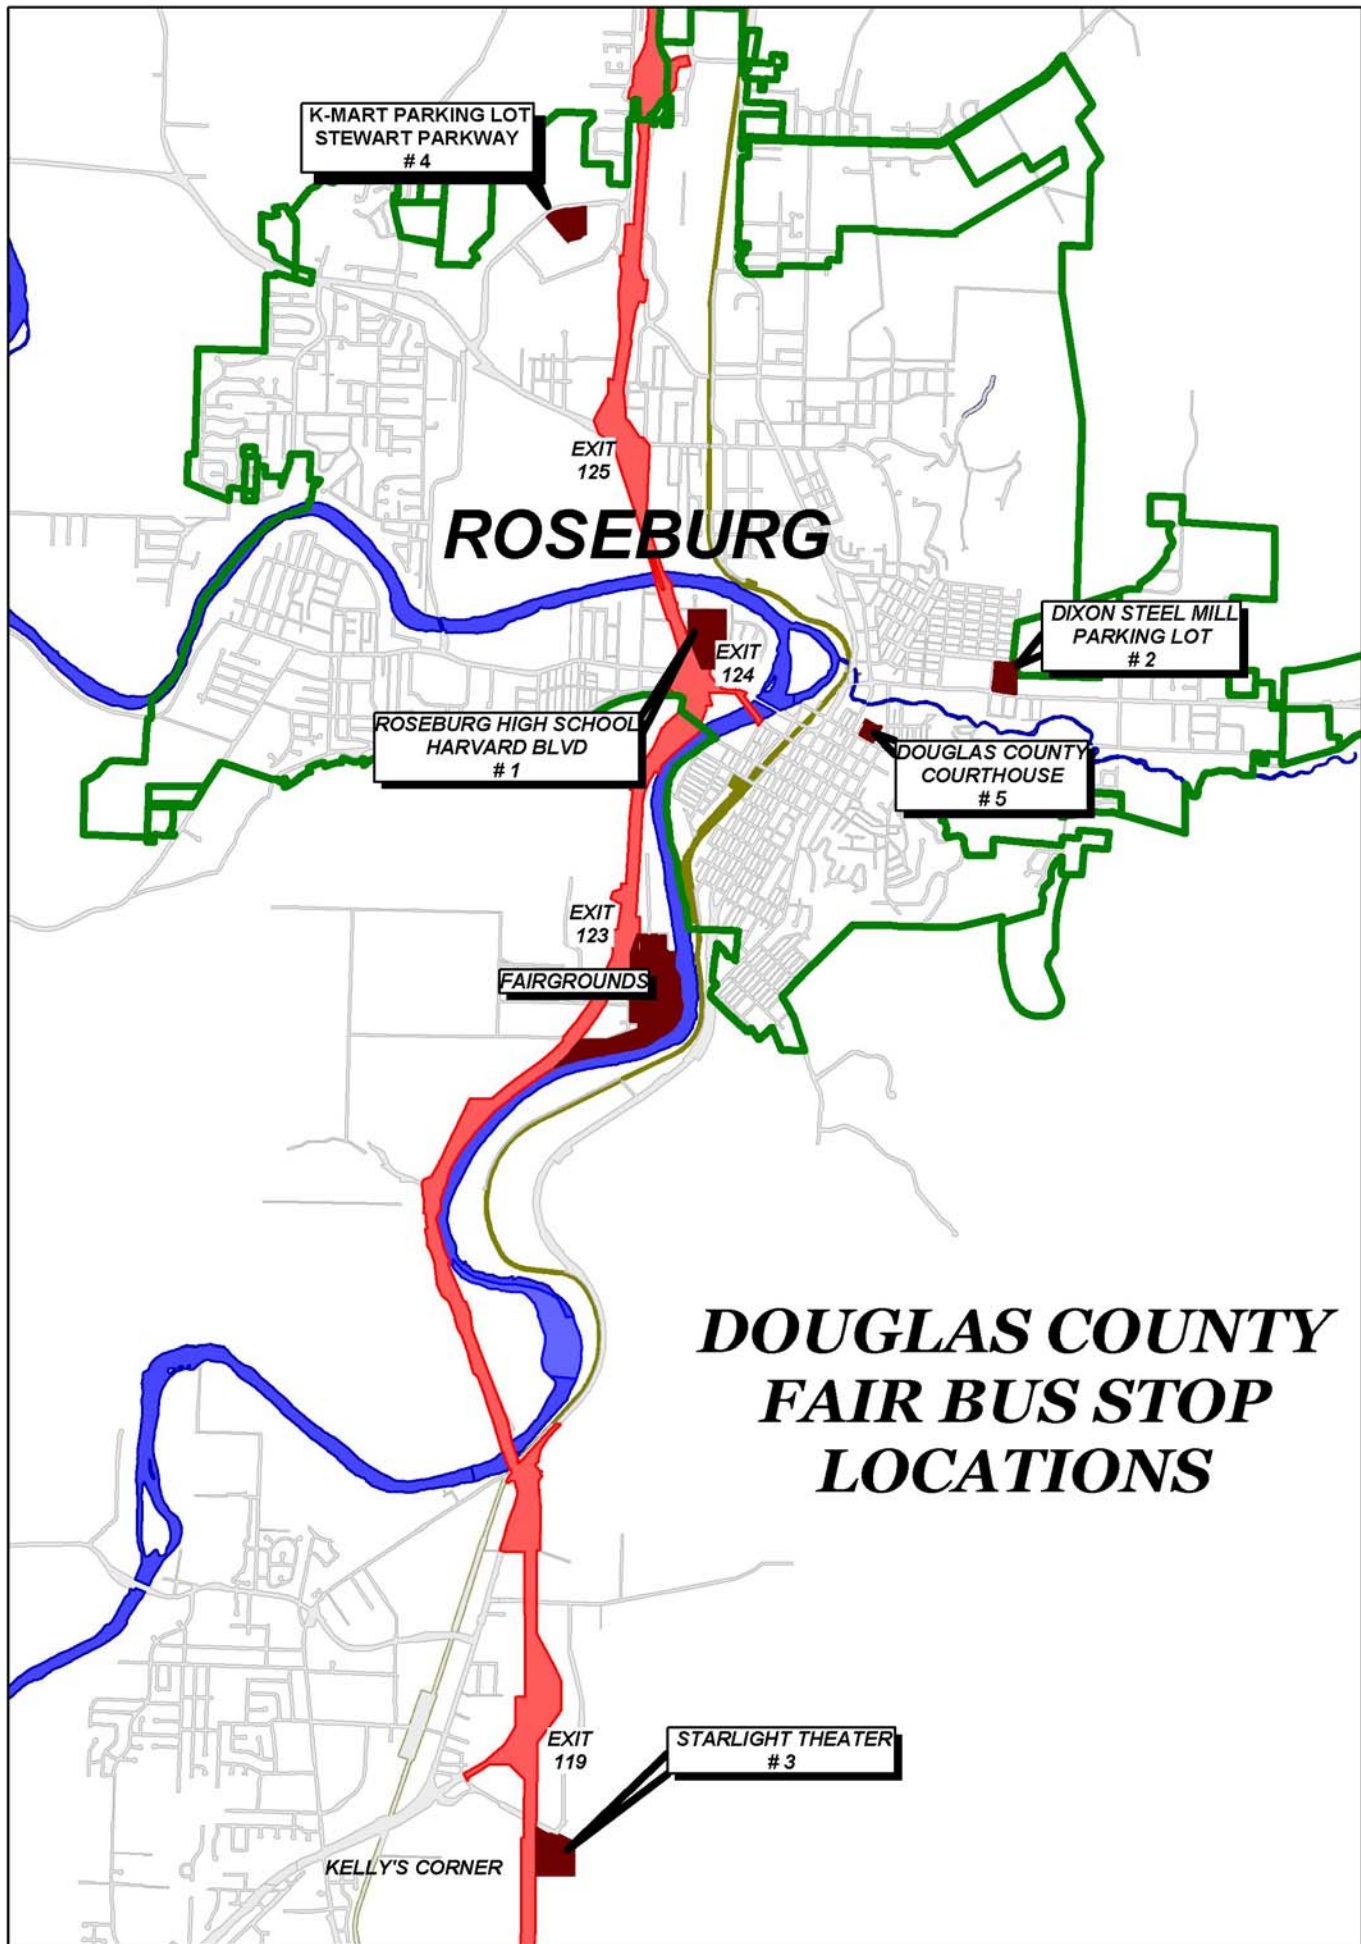 K-MART PARKING LOT
STEWART PARKWAY
# 4
EXIT
125
ROSEBURG
DIXON STEEL MILL
PARKING LOT
# 2
EXIT
124
ROSEBURG HIGH SCHOOL
HARVARD BLVD
# 1
DOUGLAS COUNTY
COURTHOUSE
# 5
EXIT
123
FAIRGROUNDS
DOUGLAS COUNTY
FAIR BUS STOP
LOCATIONS
EXIT
119
STARLIGHT THEATER
# 3
KELLY'S CORNER